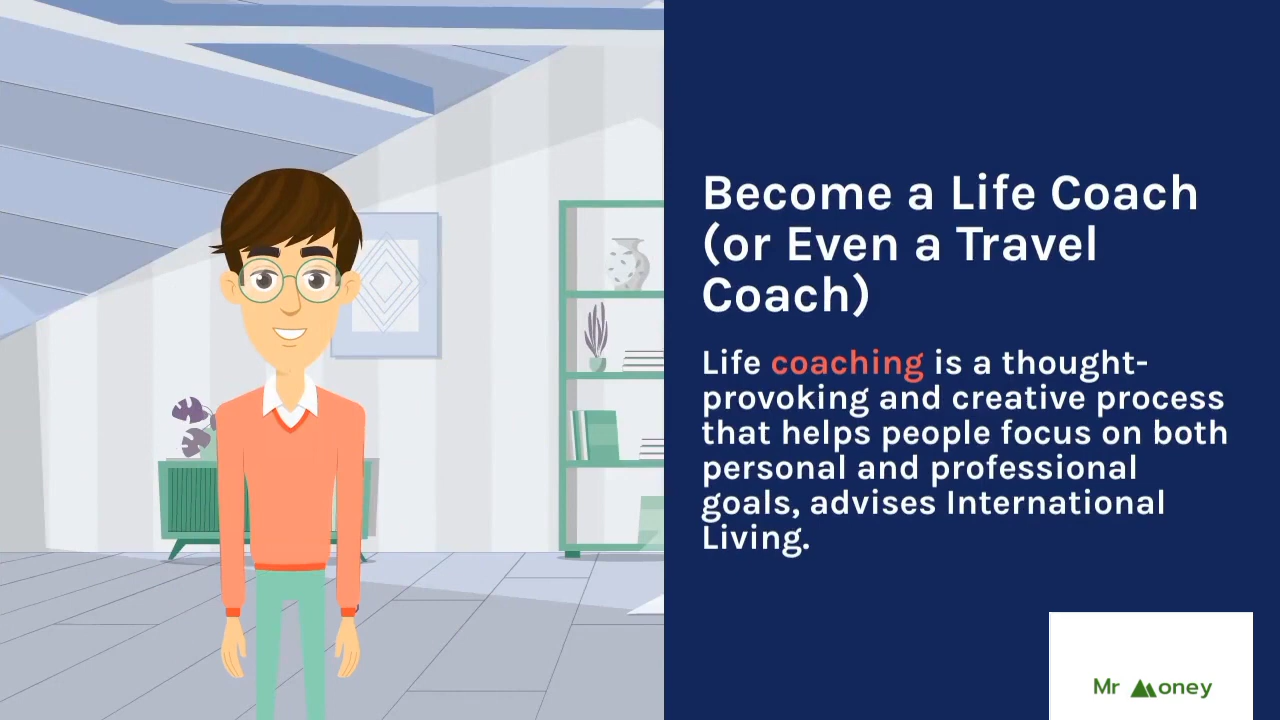 Become a Life Coach
(or Even a Travel
Coach)
Life coaching is a thought-
provoking and creative process
that helps people focus on both
personal and professional
goals, advises International
Living.
Mr Money